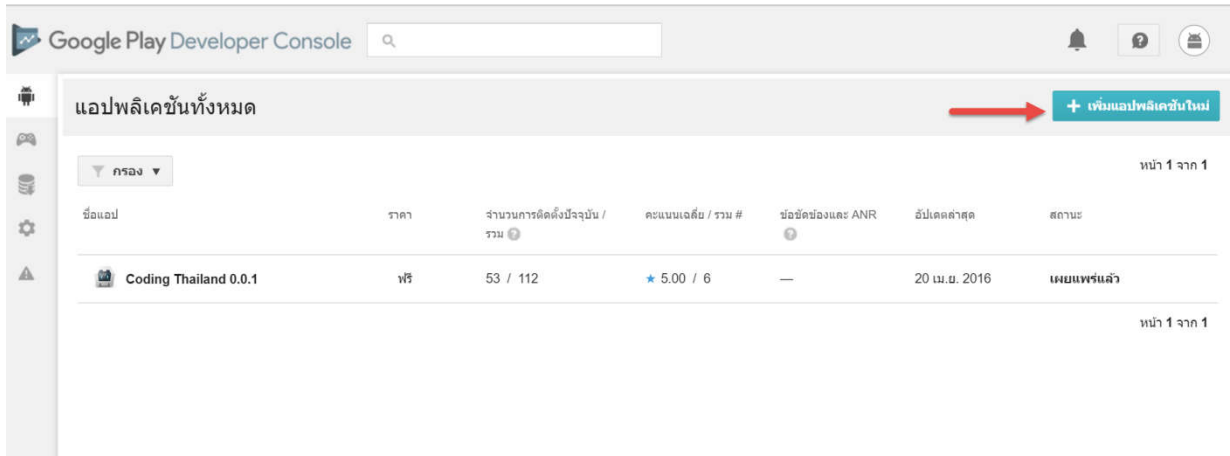 Google Play Developer Console
แอปพลิเคชันทั้งหมด
+ เพิ่มแอปพลิเคชันใหม่
กรอง ▼
หน้า 1 จาก 1
ชื่อแอป ราคา จำนวนการติดตั้งปัจจุบัน / คะแนนเฉลี่ย / รวม # ข้อขัดข้องและ ANR อัปเดตล่าสุด สถานะ
รวม ? ?
Coding Thailand 0.0.1 ฟรี 53 / 112 ★ 5.00 / 6 — 20 เม.ย. 2016 เผยแพร่แล้ว
หน้า 1 จาก 1